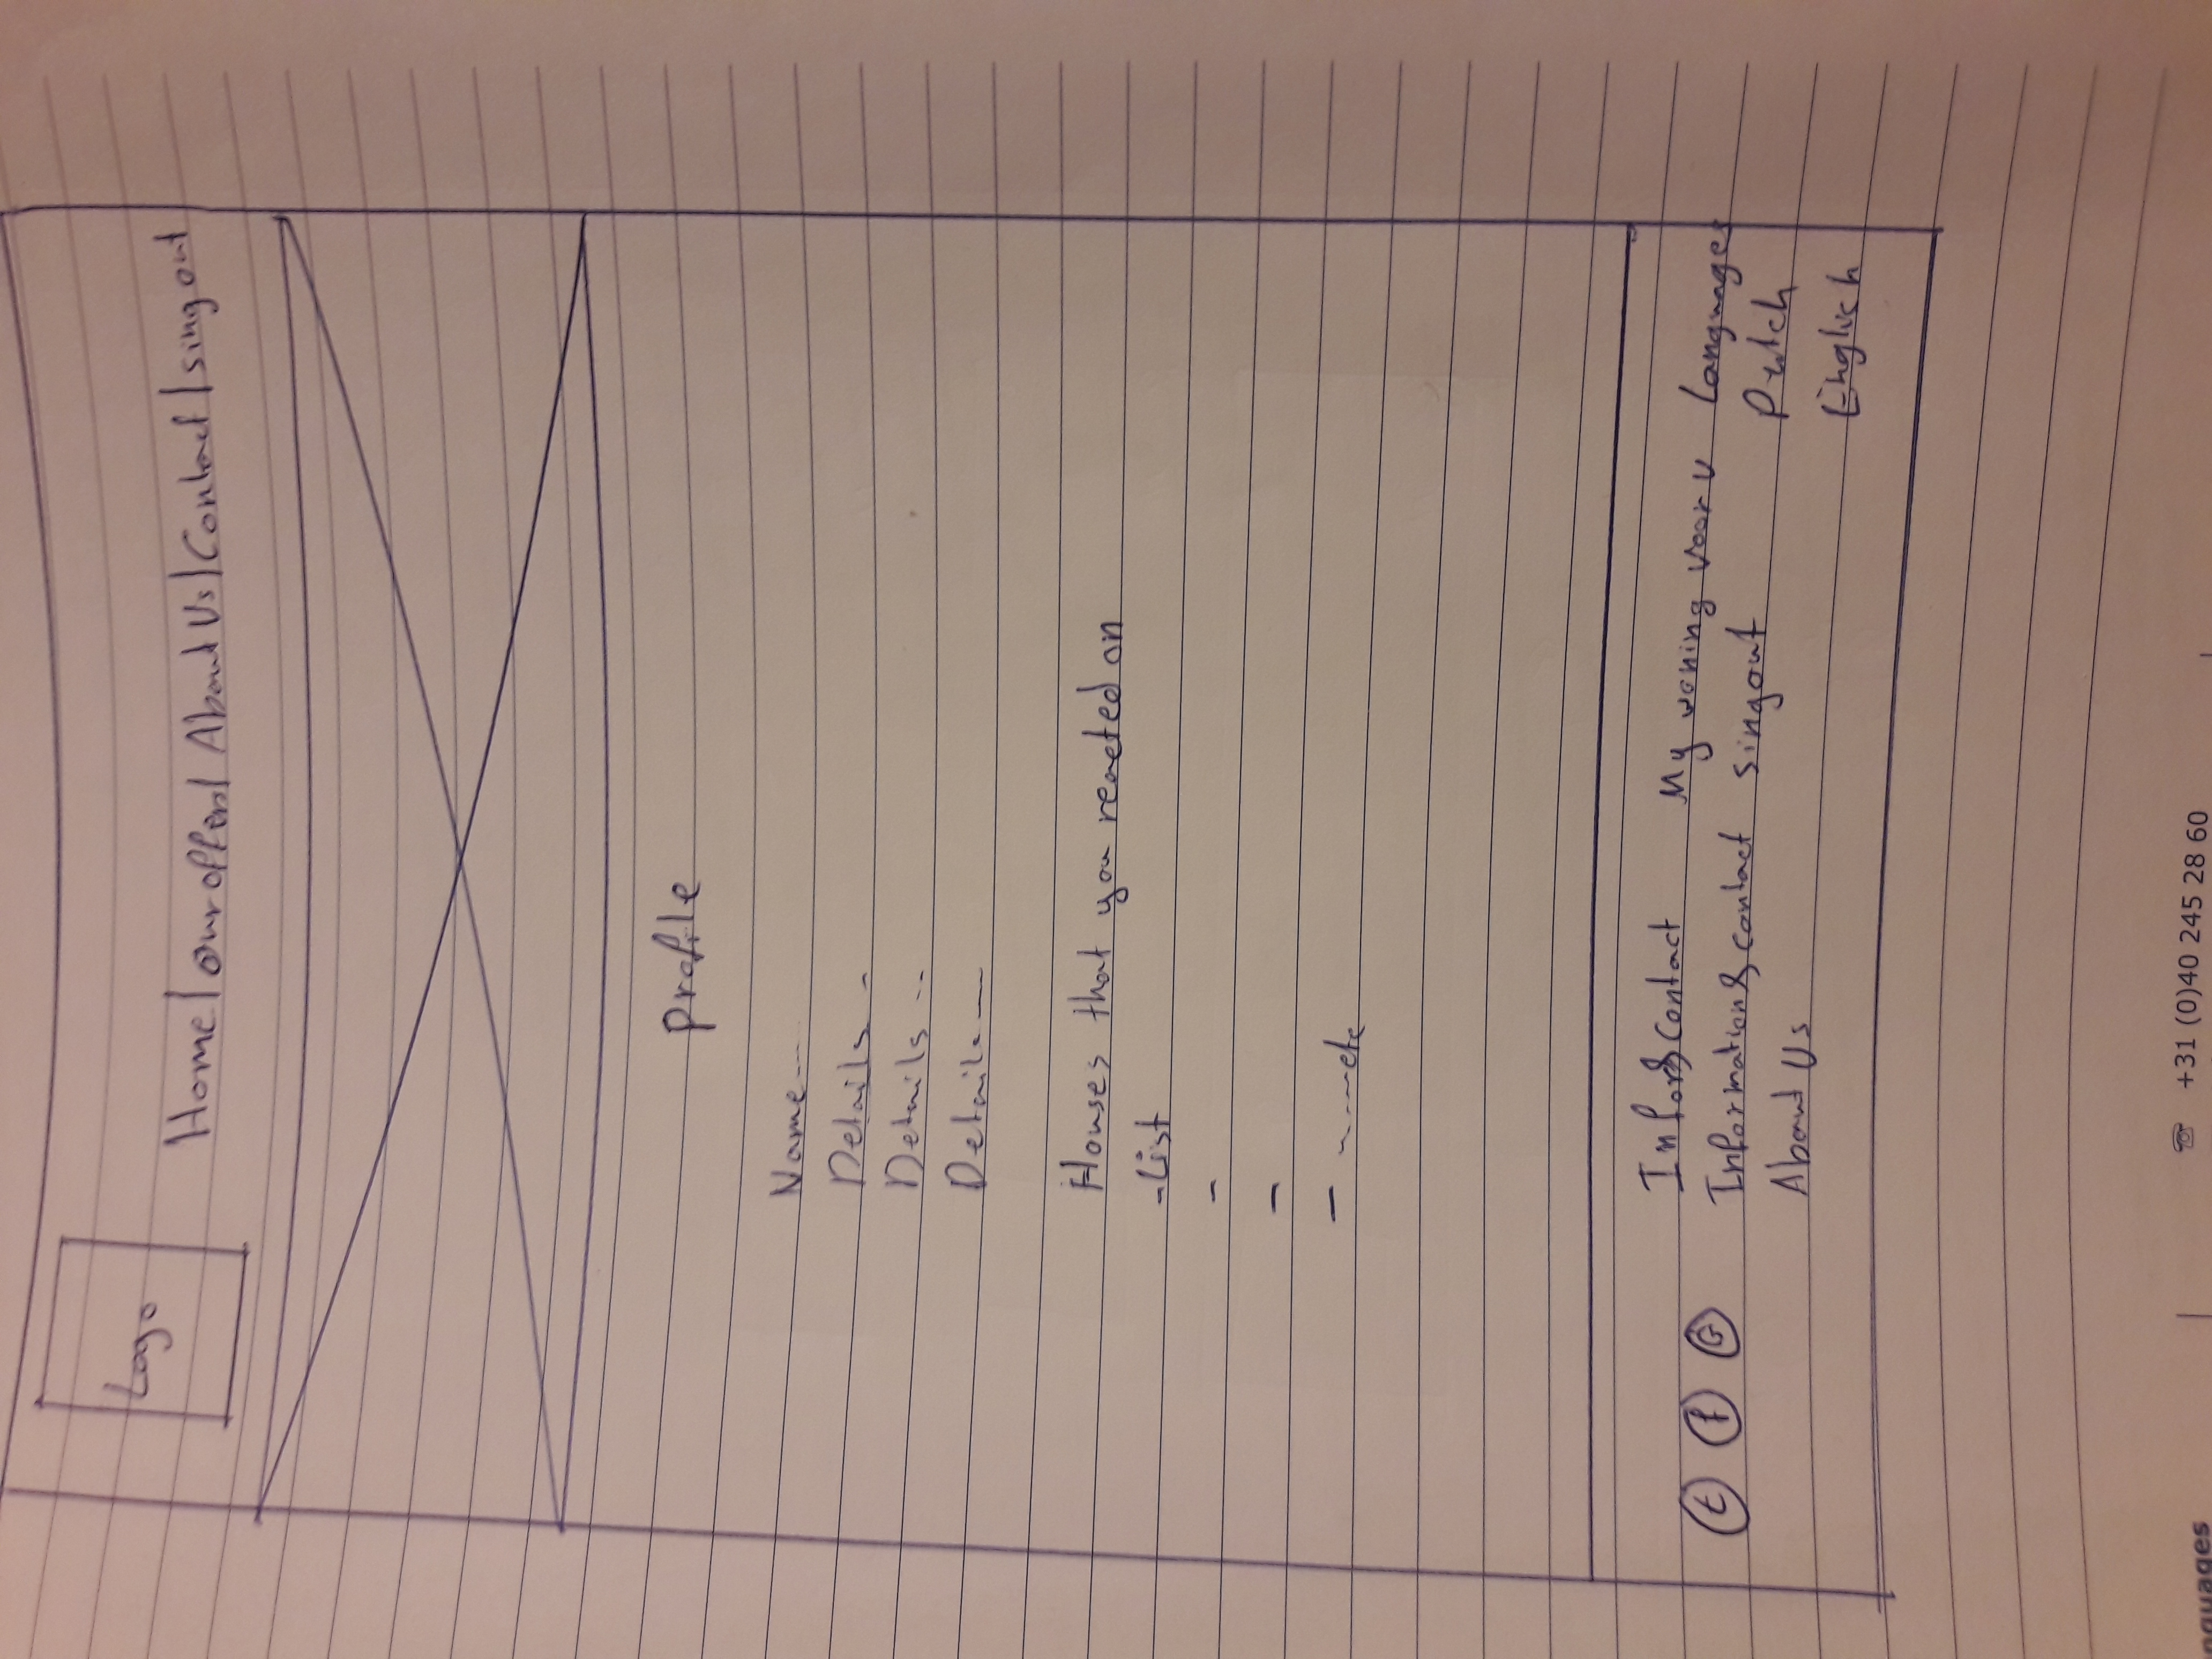 Logo
Home | Our offers | About Us | Contact | sing out
profile
Name ---
Details -
Details --
Details —
Houses that you reacted on
- List
-
-
- ---- etc
Infor & contact My woning voor u Languages
t f G
Information & contact singout Dutch
About Us
English
nguages
☏ +31 (0)40 245 28 60